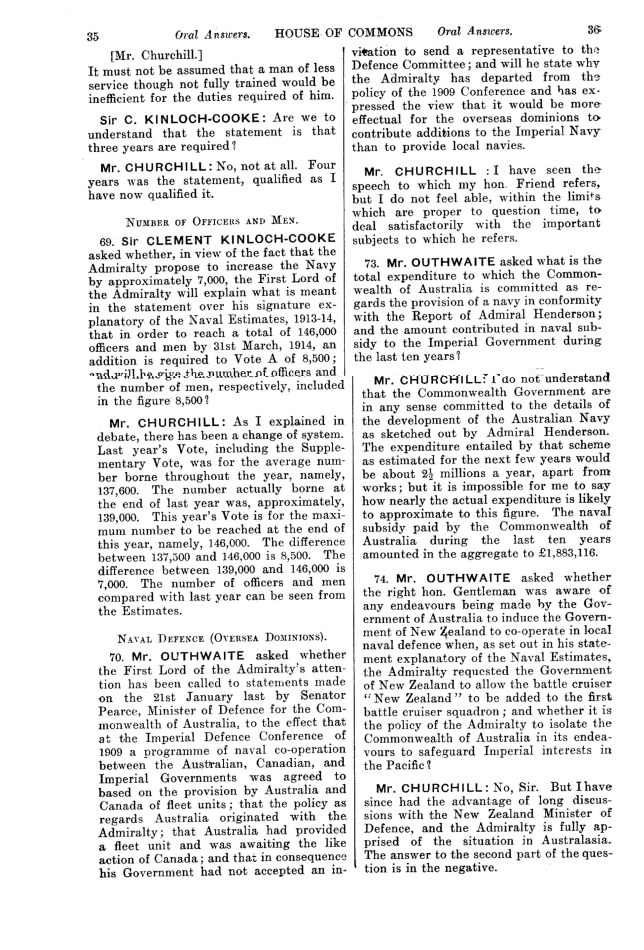 35 Oral Answers. HOUSE OF COMMONS Oral Answers. 36
[Mr. Churchill.]
It must not be assumed that a man of less
service though not fully trained would be
inefficient for the duties required of him.
Sir C. KINLOCH-COOKE: Are we to
understand that the statement is that
three years are required?
Mr. CHURCHILL: No, not at all. Four
years was the statement, qualified as I
have now qualified it.
NUMBER OF OFFICERS AND MEN.
69. Sir CLEMENT KINLOCH-COOKE
asked whether, in view of the fact that the
Admiralty propose to increase the Navy
by approximately 7,000, the First Lord of
the Admiralty will explain what is meant
in the statement over his signature ex-
planatory of the Naval Estimates, 1913-14,
that in order to reach a total of 146,000
officers and men by 31st March, 1914, an
addition is required to Vote A of 8,500;
and will he give the number of officers and
the number of men, respectively, included
in the figure 8,500?
Mr. CHURCHILL: As I explained in
debate, there has been a change of system.
Last year's Vote, including the Supple-
mentary Vote, was for the average num-
ber borne throughout the year, namely,
137,600. The number actually borne at
the end of last year was, approximately,
139,000. This year's Vote is for the maxi-
mum number to be reached at the end of
this year, namely, 146,000. The difference
between 137,500 and 146,000 is 8,500. The
difference between 139,000 and 146,000 is
7,000. The number of officers and men
compared with last can be seen from
the Estimates.
NAVAL DEFENCE (OVERSEA DOMINIONS).
70. Mr. OUTHWAITE asked whether
the First Lord of the Admiralty's atten-
tion has been called to statements made
on the 21st January last by Senator
Pearce, Minister of Defence for the Com-
monwealth of Australia, to the effect that
at the Imperial Defence Conference of
1909 a programme of naval co-operation
between the Australian, Canadian, and
Imperial Governments was agreed to
based on the provision by Australia and
Canada of fleet units; that the policy as
regards Australia originated with the
Admiralty; that Australia had provided
a fleet unit and was awaiting the like
action of Canada; and that in consequence
his Government had not accepted an in-
vitation to send a representative to the
Defence Committee; and will he state why
the Admiralty has departed from the
policy of the 1909 Conference and has ex-
pressed the view that it would be more
effectual for the overseas dominions to
contribute additions to the Imperial Navy
than to provide local navies.
Mr. CHURCHILL: I have seen the
speech to which my hon. Friend refers,
but I do not feel able, within the limits
which are proper to question time, to
deal satisfactorily with the important
subjects to which he refers.
73. Mr. OUTHWAITE asked what is the
total expenditure to which the Common-
wealth of Australia is committed as re-
gards the provision of a navy in conformity
with the Report of Admiral Henderson;
and the amount contributed in naval sub-
sidy to the Imperial Government during
the last ten years?
Mr. CHURCHILL: I do not understand
that the Commonwealth Government are
in any sense committed to the details of
the development of the Australian Navy
as sketched out by Admiral Henderson.
The expenditure entailed by that scheme
as estimated for the next few years would
be about 2½ millions a year, apart from
works; but it is impossible for me to say
how nearly the actual expenditure is likely
to approximate to this figure. The naval
subsidy paid by the Commonwealth of
Australia during the last ten years
amounted in the aggregate to £1,883,116.
74. Mr. OUTHWAITE asked whether
the right hon. Gentleman was aware of
any endeavours being made by the Gov-
ernment of Australia to induce the Govern-
ment of New Zealand to co-operate in local
naval defence when, as set out in his state-
ment explanatory of the Naval Estimates,
the Admiralty requested the Government
of New Zealand to allow the battle cruiser
"New Zealand" to be added to the first
battle cruiser squadron; and whether it is
the policy of the Admiralty to isolate the
Commonwealth of Australia in its endea-
vours to safeguard Imperial interests in
the Pacific?
Mr. CHURCHILL: No, Sir. But I have
since had the advantage of long discus-
sions with the New Zealand Minister of
Defence, and the Admiralty is fully ap-
prised of the situation in Australasia.
The answer to the second part of the ques-
tion is in the negative.